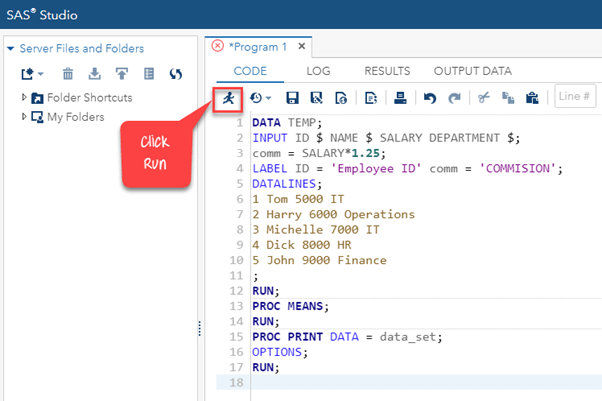 SAS® Studio
Server Files and Folders
Folder Shortcuts
My Folders
Click
Run
*Program 1
CODE LOG RESULTS OUTPUT DATA
Line #
1 DATA TEMP;
2 INPUT ID $ NAME $ SALARY DEPARTMENT $;
3 comm = SALARY*1.25;
4 LABEL ID = 'Employee ID' comm = 'COMMISION';
5 DATALINES;
6 1 Tom 5000 IT
7 2 Harry 6000 Operations
8 3 Michelle 7000 IT
9 4 Dick 8000 HR
10 5 John 9000 Finance
11 ;
12 RUN;
13 PROC MEANS;
14 RUN;
15 PROC PRINT DATA = data_set;
16 OPTIONS;
17 RUN;
18